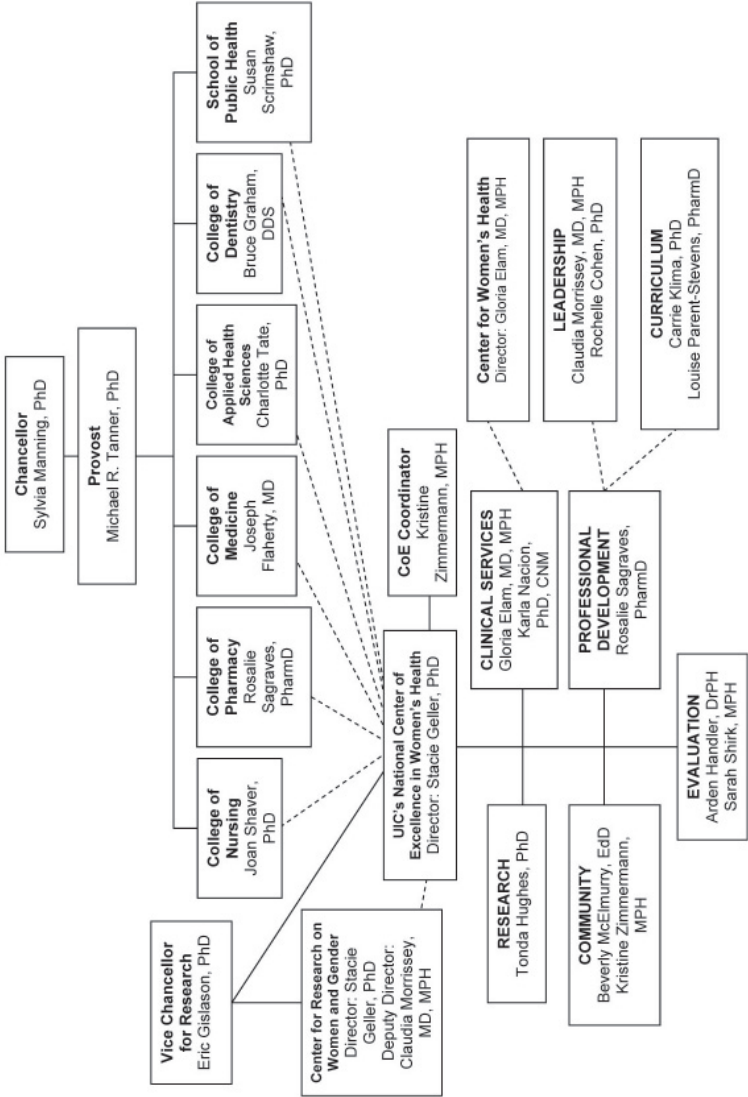 Chancellor
Sylvia Manning, PhD
Provost
Michael R. Tanner, PhD
Vice Chancellor
for Research
Eric Gislason, PhD
College of
Nursing
Joan Shaver,
PhD
College of
Pharmacy
Rosalie
Sagraves,
PharmD
College of
Medicine
Joseph
Flaherty, MD
College of
Applied Health
Sciences
Charlotte Tate,
PhD
College of
Dentistry
Bruce Graham,
DDS
School of
Public Health
Susan
Scrimshaw,
PhD
Center for Research on
Women and Gender
Director: Stacie
Geller, PhD
Deputy Director:
Claudia Morrissey,
MD, MPH
UIC's National Center of
Excellence in Women's Health
Director: Stacie Geller, PhD
CoE Coordinator
Kristine
Zimmermann, MPH
RESEARCH
Tonda Hughes, PhD
CLINICAL SERVICES
Gloria Elam, MD, MPH
Karla Nacion,
PhD, CNM
Center for Women's Health
Director: Gloria Elam, MD, MPH
COMMUNITY
Beverly McElmurry, EdD
Kristine Zimmermann,
MPH
PROFESSIONAL
DEVELOPMENT
Rosalie Sagraves,
PharmD
LEADERSHIP
Claudia Morrissey, MD, MPH
Rochelle Cohen, PhD
CURRICULUM
Carrie Klima, PhD
Louise Parent-Stevens, PharmD
EVALUATION
Arden Handler, DrPH
Sarah Shirk, MPH